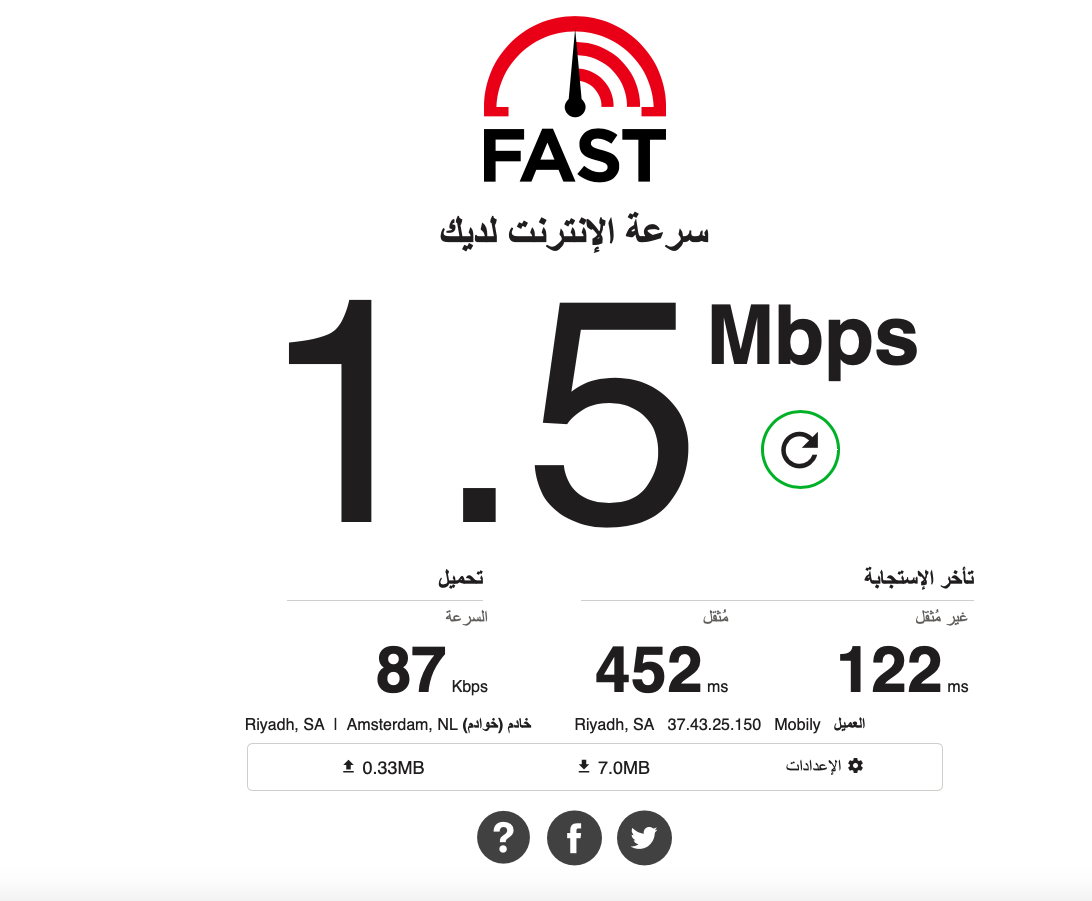 FAST
سرعة الإنترنت لديك
1.5 Mbps
تأخر الإستجابة
تحميل
غير مُثقل
مُثقل
السرعة
122 ms
452 ms
87 Kbps
العميل Riyadh, SA 37.43.25.150 Mobily
خادم (خوادم) Riyadh, SA | Amsterdam, NL
الإعدادات
7.0MB
0.33MB